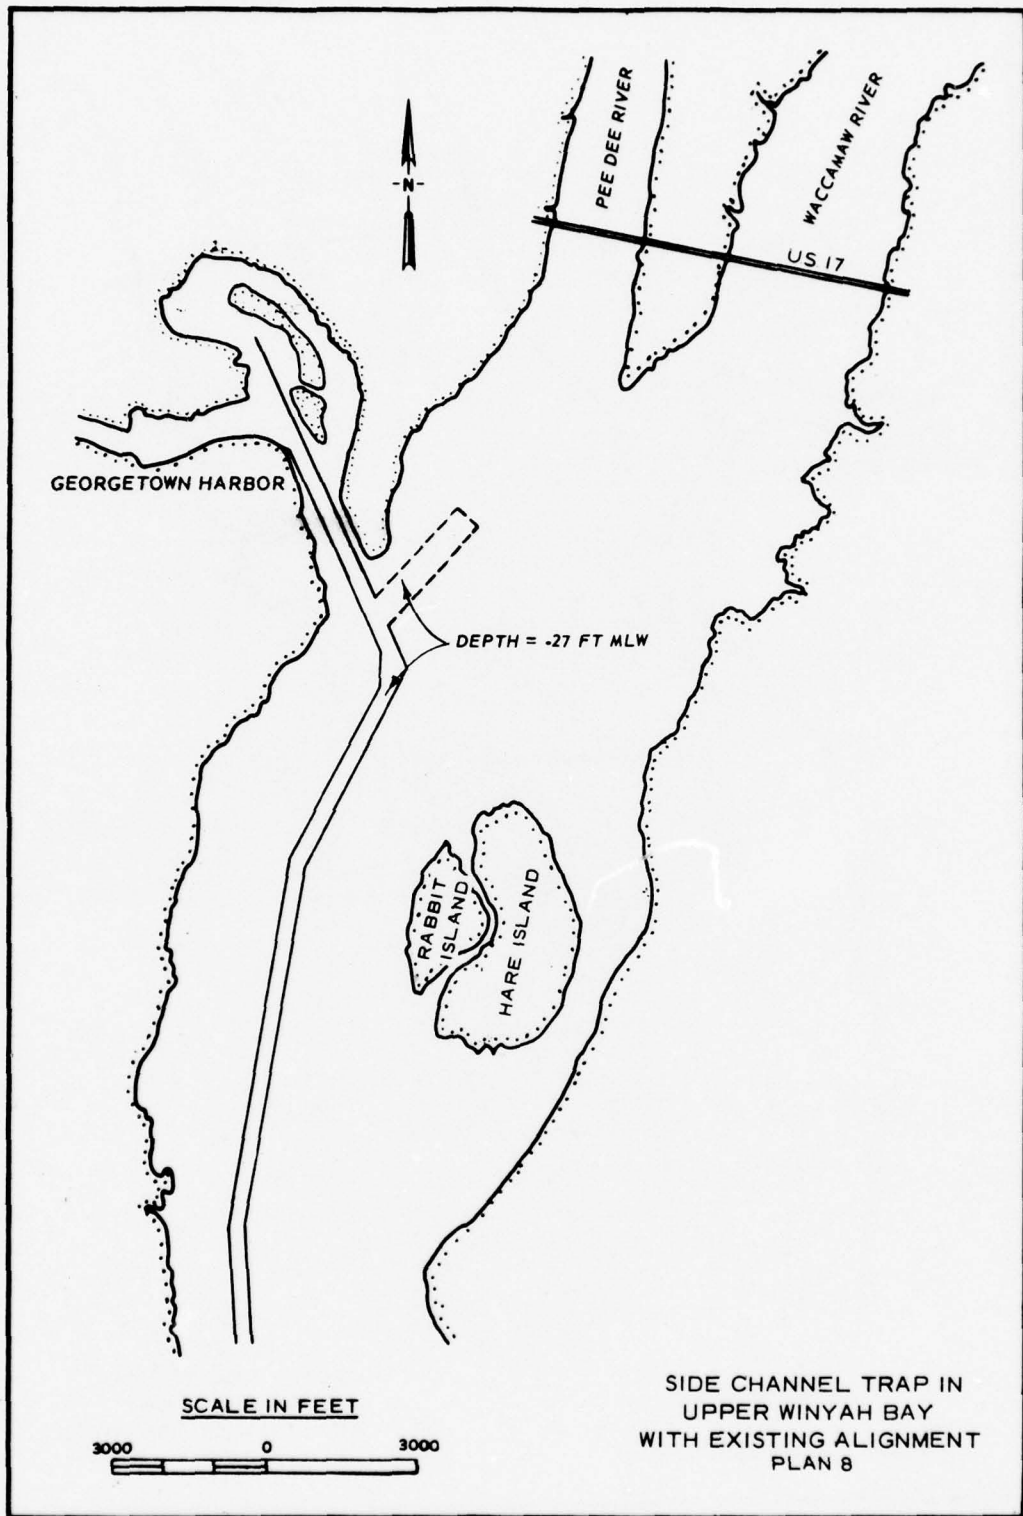 PEE DEE RIVER
WACCAMAW RIVER
-N-
US 17
GEORGETOWN HARBOR
DEPTH = -27 FT MLW
RABBIT
ISLAND
HARE ISLAND
SCALE IN FEET
3000 0 3000
SIDE CHANNEL TRAP IN
UPPER WINYAH BAY
WITH EXISTING ALIGNMENT
PLAN 8